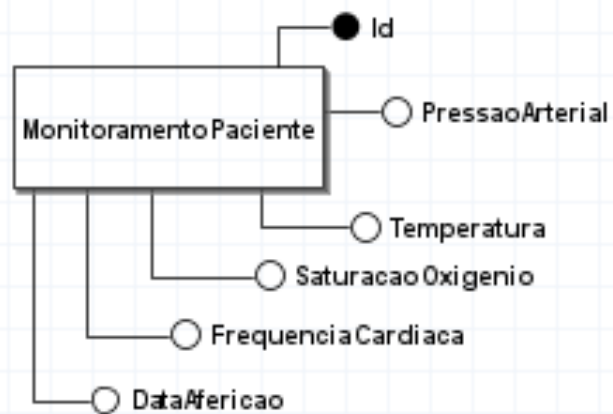 Id
PressaoArterial
MonitoramentoPaciente
Temperatura
SaturacaoOxigenio
FrequenciaCardiaca
DataAfericao